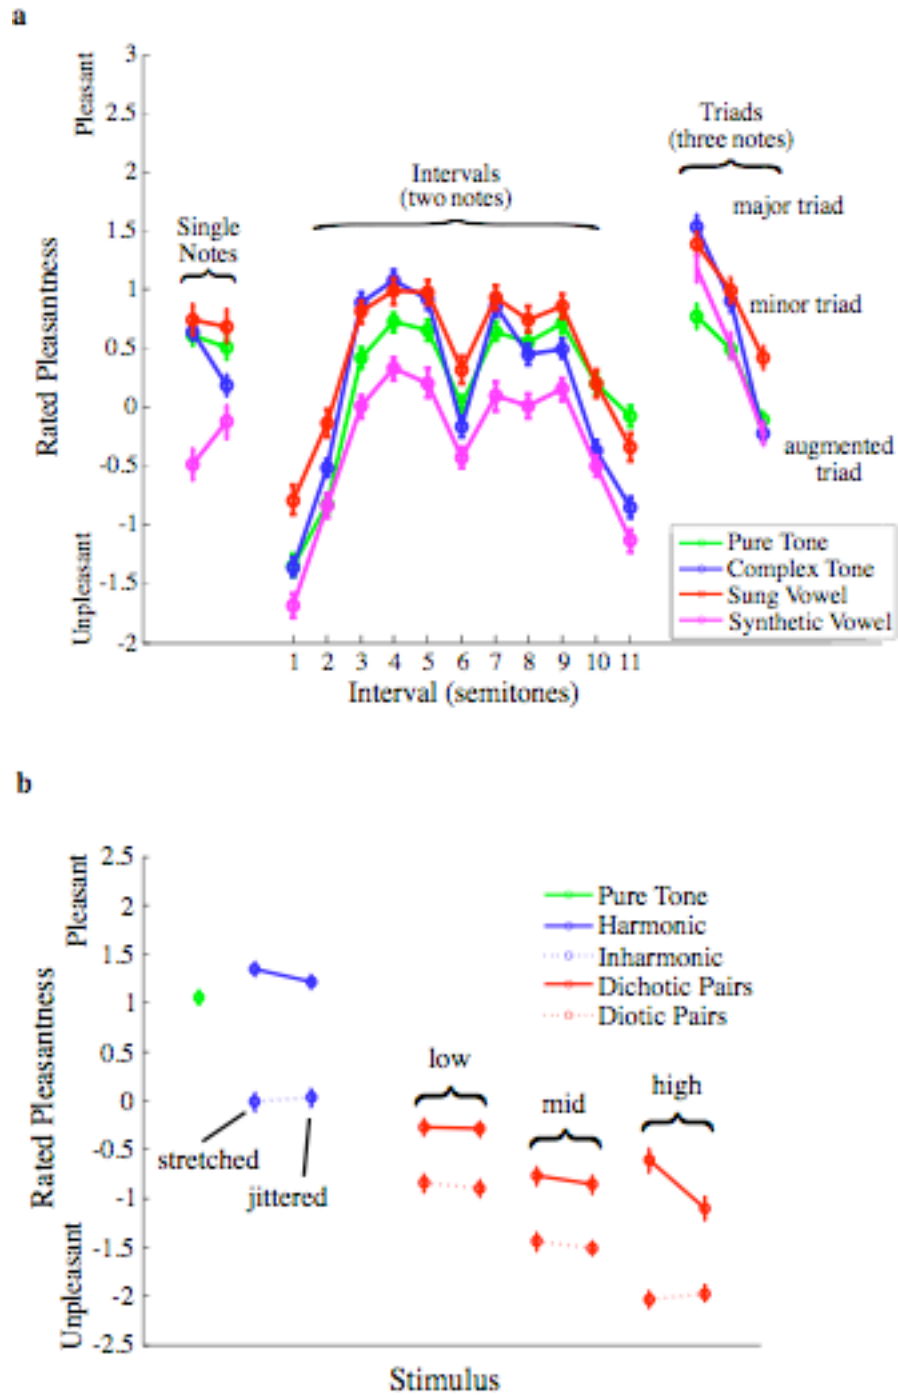 a
Pleasant
Rated Pleasantness
Unpleasant
3
2.5
2
1.5
1
0.5
0
-0.5
-1
-1.5
-2
Single
Notes
Intervals
(two notes)
Triads
(three notes)
major triad
minor triad
augmented
triad
Pure Tone
Complex Tone
Sung Vowel
Synthetic Vowel
1 2 3 4 5 6 7 8 9 10 11
Interval (semitones)
b
Pleasant
Rated Pleasantness
Unpleasant
2.5
2
1.5
1
0.5
0
-0.5
-1
-1.5
-2
-2.5
Pure Tone
Harmonic
Inharmonic
Dichotic Pairs
Diotic Pairs
low
mid
high
stretched
jittered
Stimulus